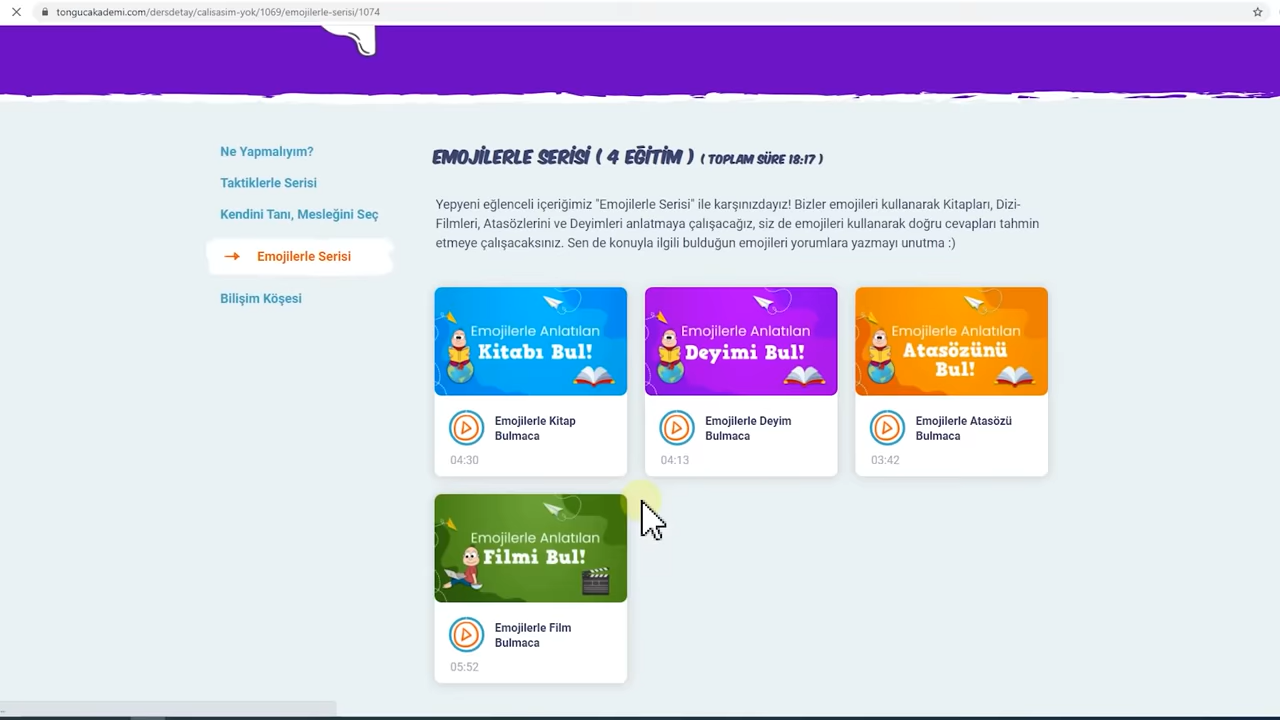 tongucakademi.com/dersdetay/calisasim-yok/1069/emojilerle-serisi/1074
Ne Yapmalıyım?
Taktiklerle Serisi
Kendini Tanı, Mesleğini Seç
Emojilerle Serisi
Bilişim Köşesi
EMOJİLERLE SERİSİ ( 4 EĞİTİM ) ( TOPLAM SÜRE 18:17 )
Yepyeni eğlenceli içeriğimiz "Emojilerle Serisi" ile karşınızdayız! Bizler emojileri kullanarak Kitapları, Dizi-
Filmleri, Atasözlerini ve Deyimleri anlatmaya çalışacağız, siz de emojileri kullanarak doğru cevapları tahmin
etmeye çalışacaksınız. Sen de konuyla ilgili bulduğun emojileri yorumlara yazmayı unutma :)
Emojilerle Anlatılan
Kitabı Bul!
Emojilerle Kitap
Bulmaca
04:30
Emojilerle Anlatılan
Deyimi Bul!
Emojilerle Deyim
Bulmaca
04:13
Emojilerle Anlatılan
Atasözünü
Bul!
Emojilerle Atasözü
Bulmaca
03:42
Emojilerle Anlatılan
Filmi Bul!
Emojilerle Film
Bulmaca
05:52